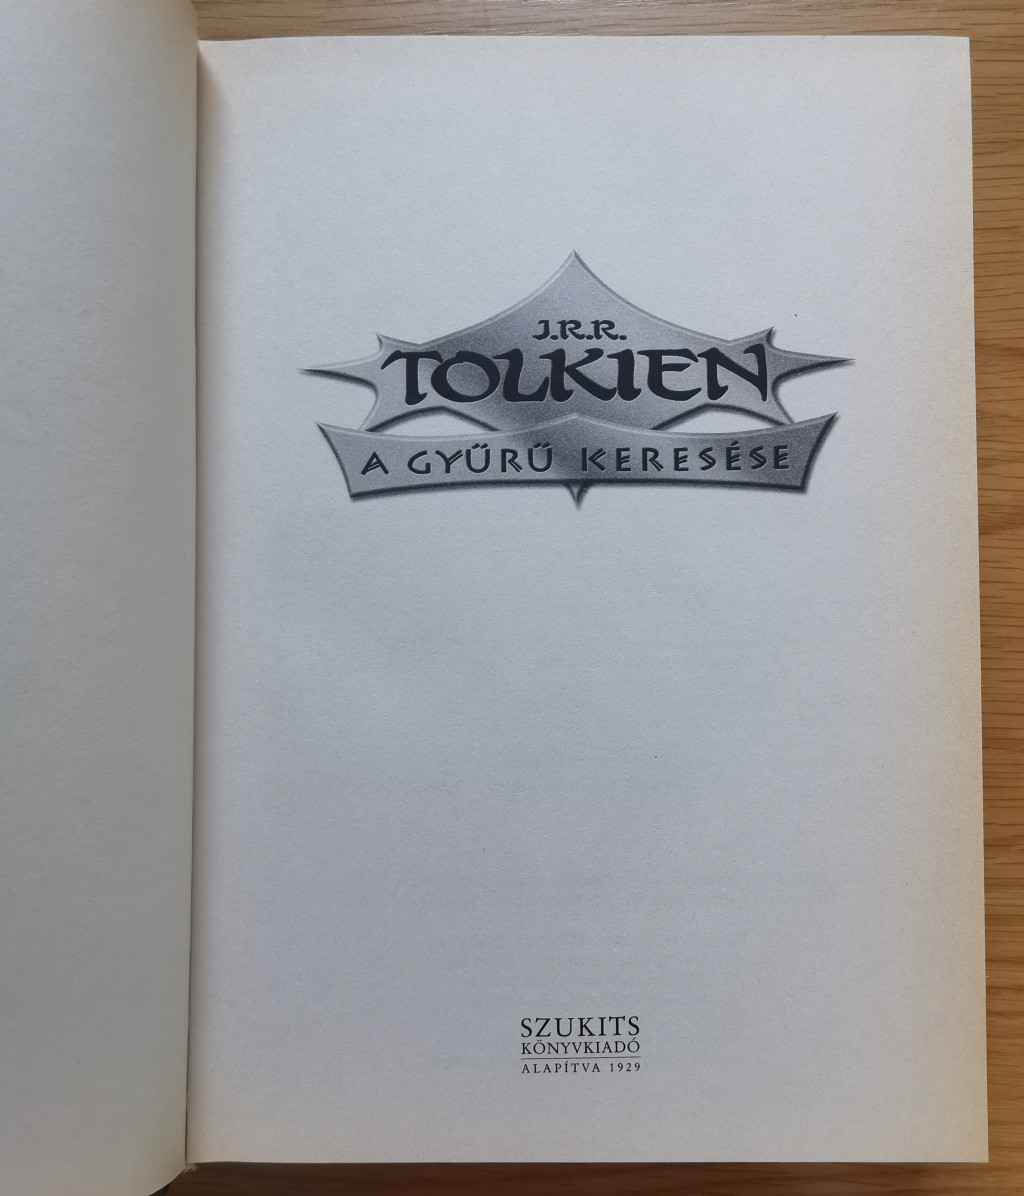 J.R.R.
TOLKIEN
A GYŰRŰ KERESÉSE
SZUKITS
KÖNYVKIADÓ
ALAPÍTVA 1929